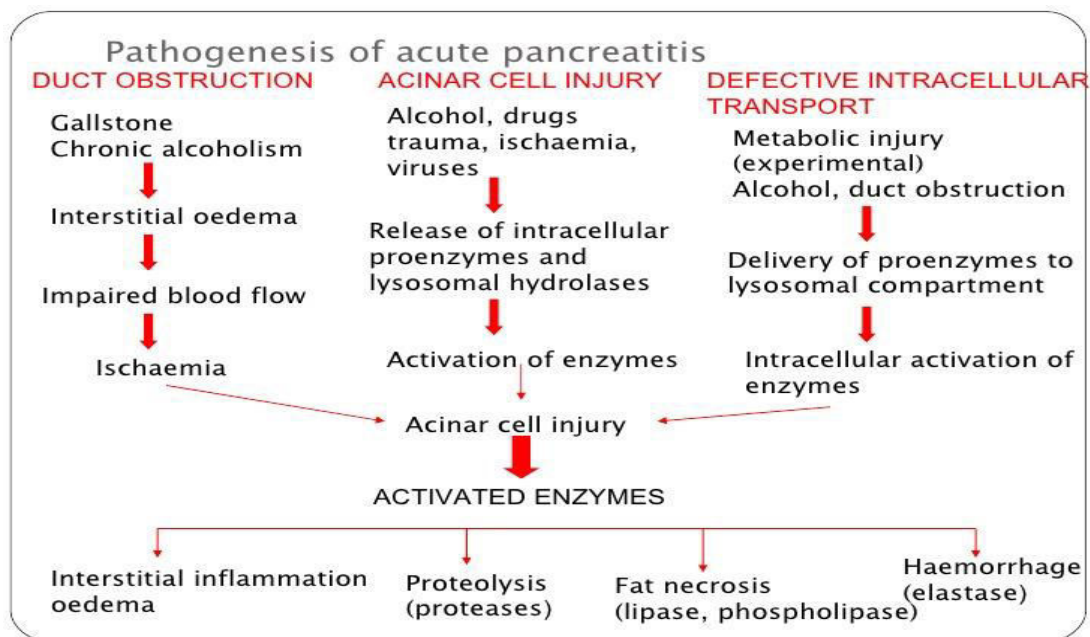 Pathogenesis of acute pancreatitis
DUCT OBSTRUCTION
Gallstone
Chronic alcoholism
Interstitial oedema
Impaired blood flow
Ischaemia
ACINAR CELL INJURY
Alcohol, drugs
trauma, ischaemia,
viruses
Release of intracellular
proenzymes and
lysosomal hydrolases
Activation of enzymes
DEFECTIVE INTRACELLULAR
TRANSPORT
Metabolic injury
(experimental)
Alcohol, duct obstruction
Delivery of proenzymes to
lysosomal compartment
Intracellular activation of
enzymes
Acinar cell injury
ACTIVATED ENZYMES
Interstitial inflammation
oedema
Proteolysis
(proteases)
Fat necrosis
(lipase, phospholipase)
Haemorrhage
(elastase)